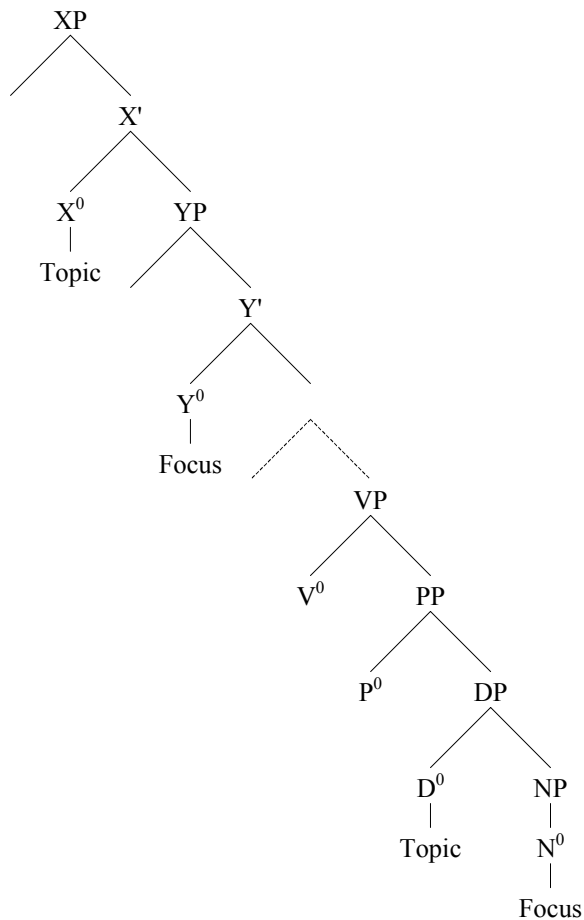 XP
X'
X⁰ YP
Topic
Y'
Y⁰
Focus
VP
V⁰ PP
P⁰ DP
D⁰ NP
Topic N⁰
Focus